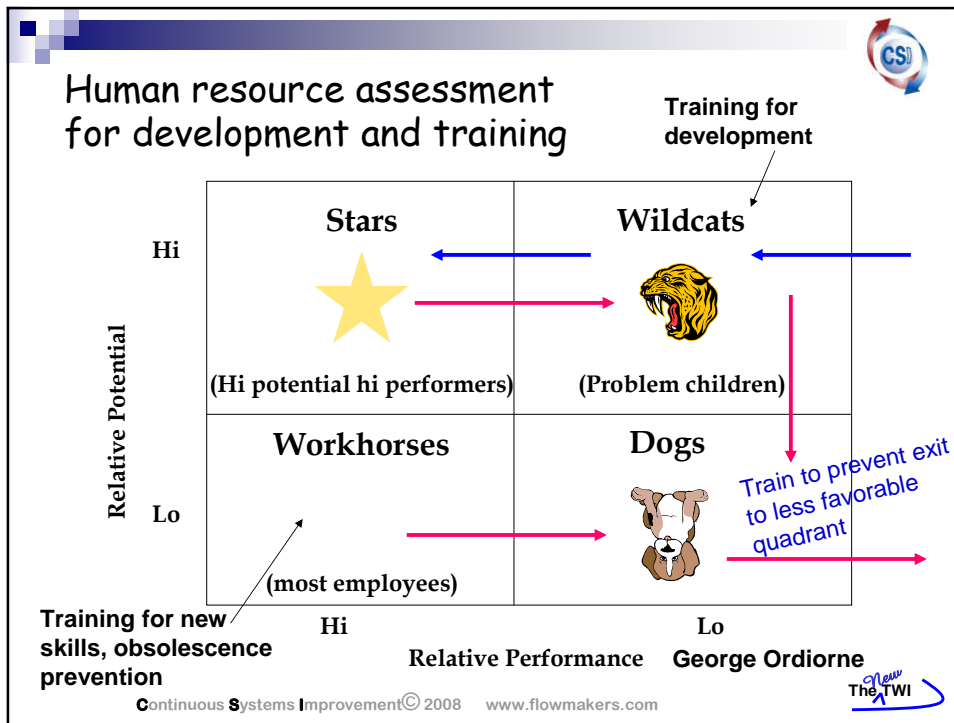 CSI
Human resource assessment
for development and training
Training for
development
Stars
Wildcats
Hi
(Hi potential hi performers)
(Problem children)
Relative Potential
Workhorses
Dogs
Train to prevent exit
to less favorable
quadrant
Lo
(most employees)
Training for new
skills, obsolescence
prevention
Hi
Lo
Relative Performance
George Ordiorne
Continuous Systems Improvement© 2008 www.flowmakers.com
The New TWI